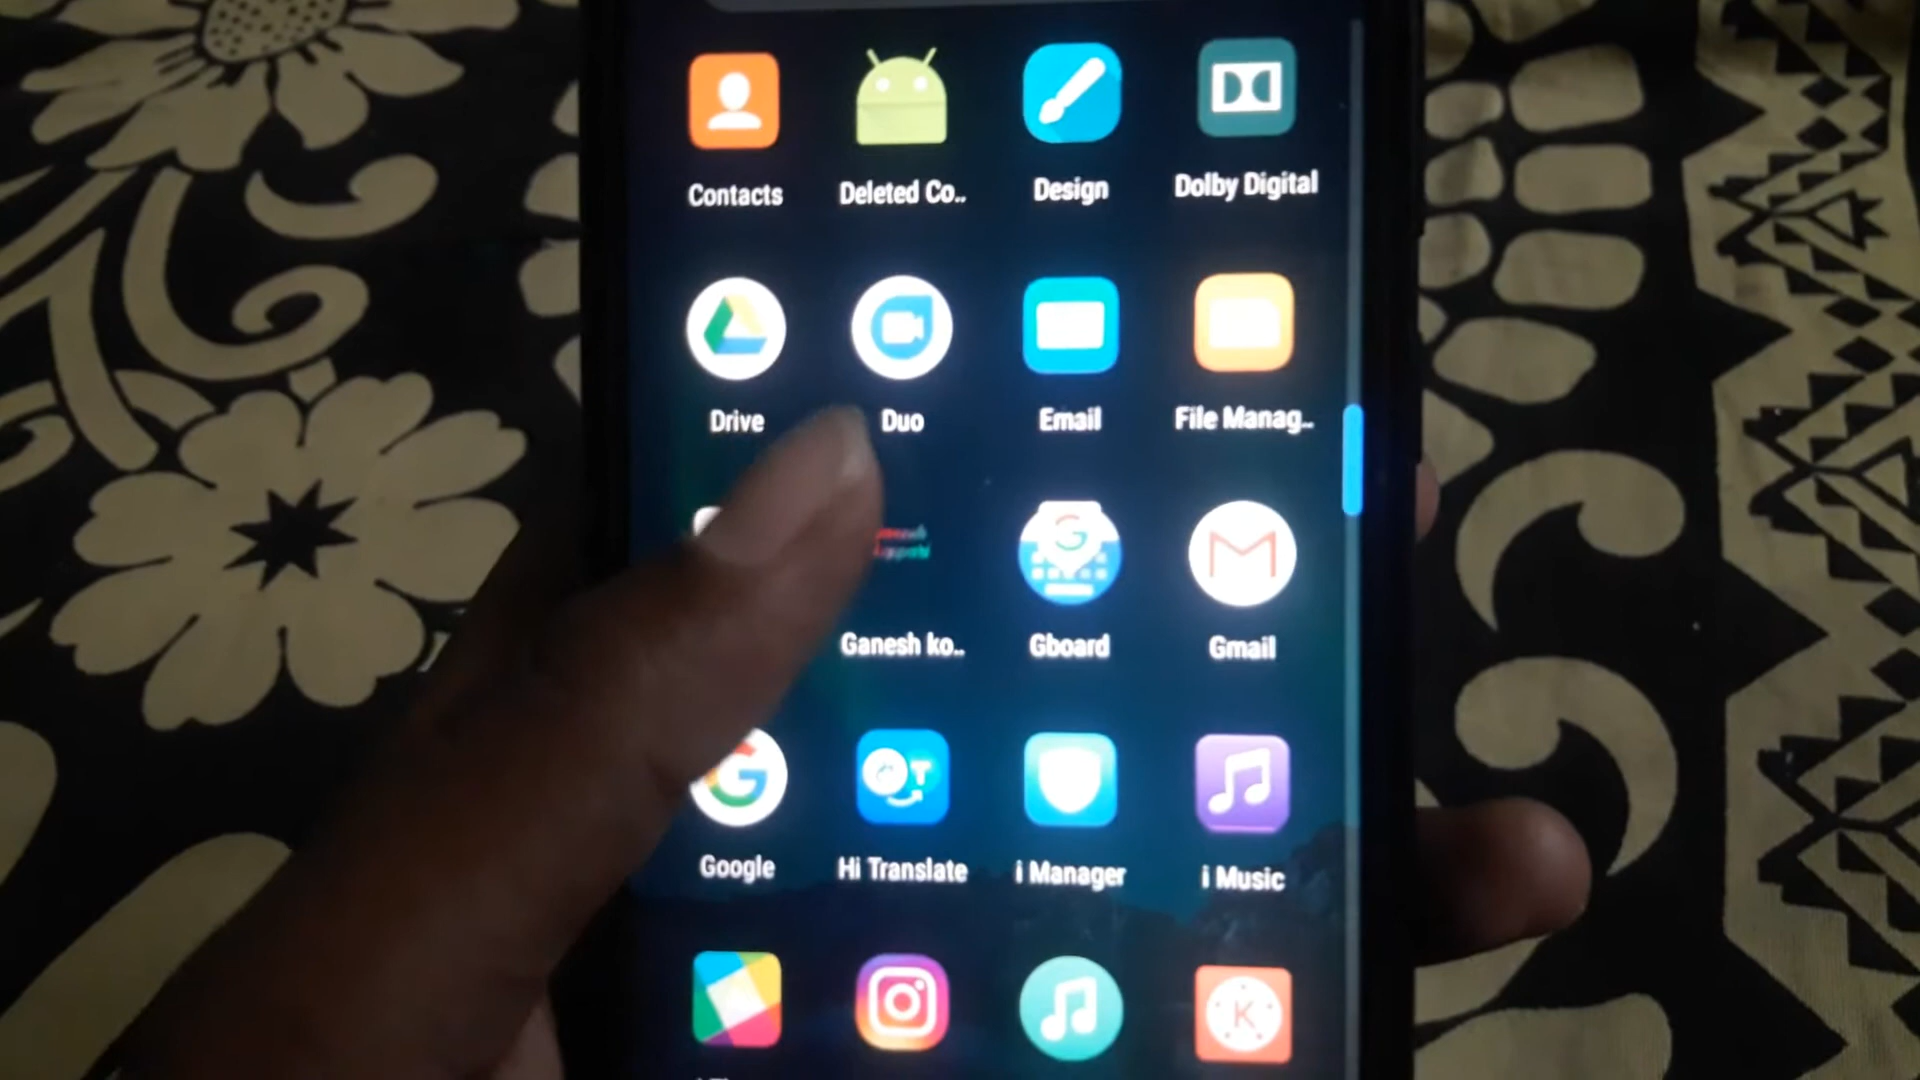 Contacts
Deleted Co..
Design
Dolby Digital
Drive
Duo
Email
File Manag..
Ganesh ko..
Gboard
Gmail
Google
Hi Translate
i Manager
i Music